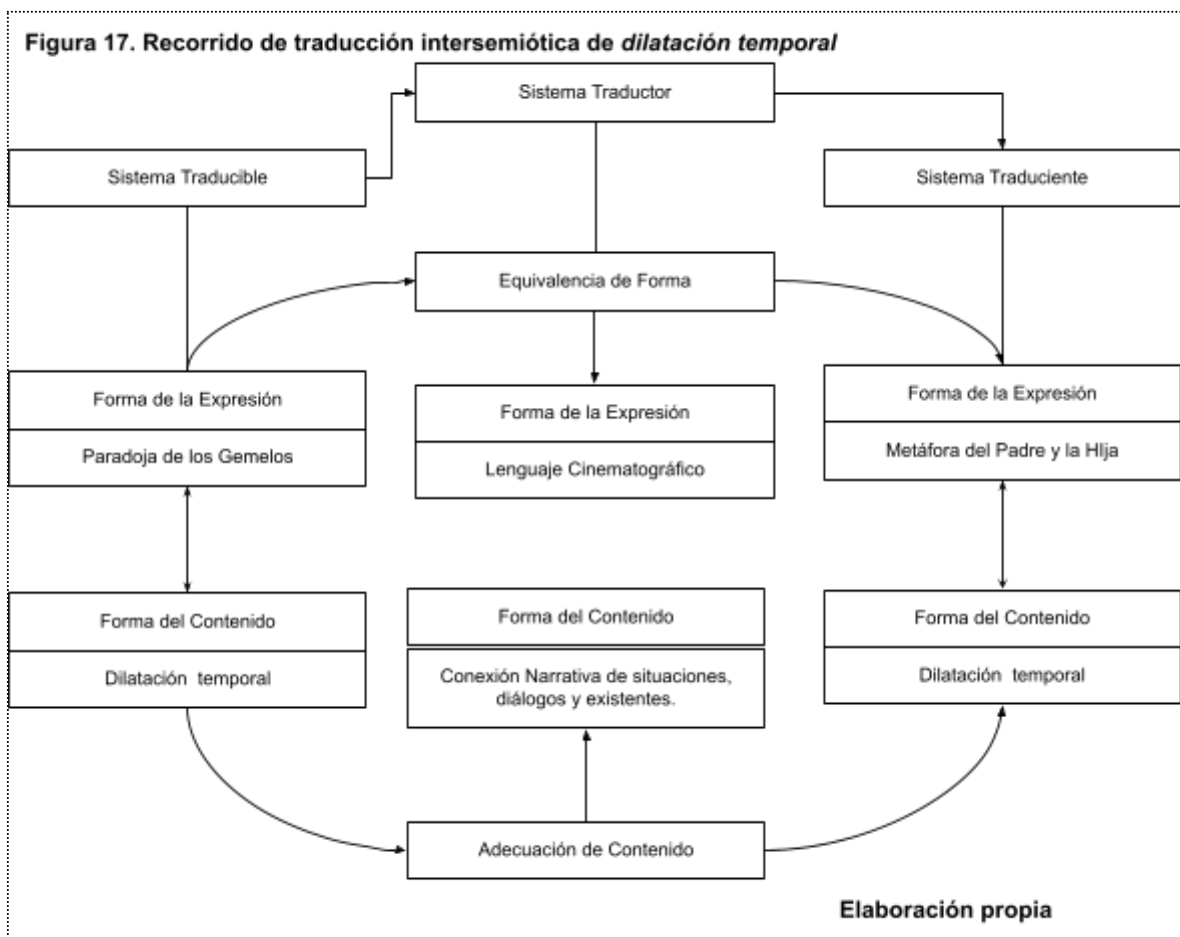 Figura 17. Recorrido de traducción intersemiótica de dilatación temporal
Sistema Traductor
Sistema Traducible
Sistema Traduciente
Equivalencia de Forma
Forma de la Expresión
Paradoja de los Gemelos
Forma de la Expresión
Lenguaje Cinematográfico
Forma de la Expresión
Metáfora del Padre y la HIja
Forma del Contenido
Dilatación temporal
Forma del Contenido
Conexión Narrativa de situaciones,
diálogos y existentes.
Forma del Contenido
Dilatación temporal
Adecuación de Contenido
Elaboración propia